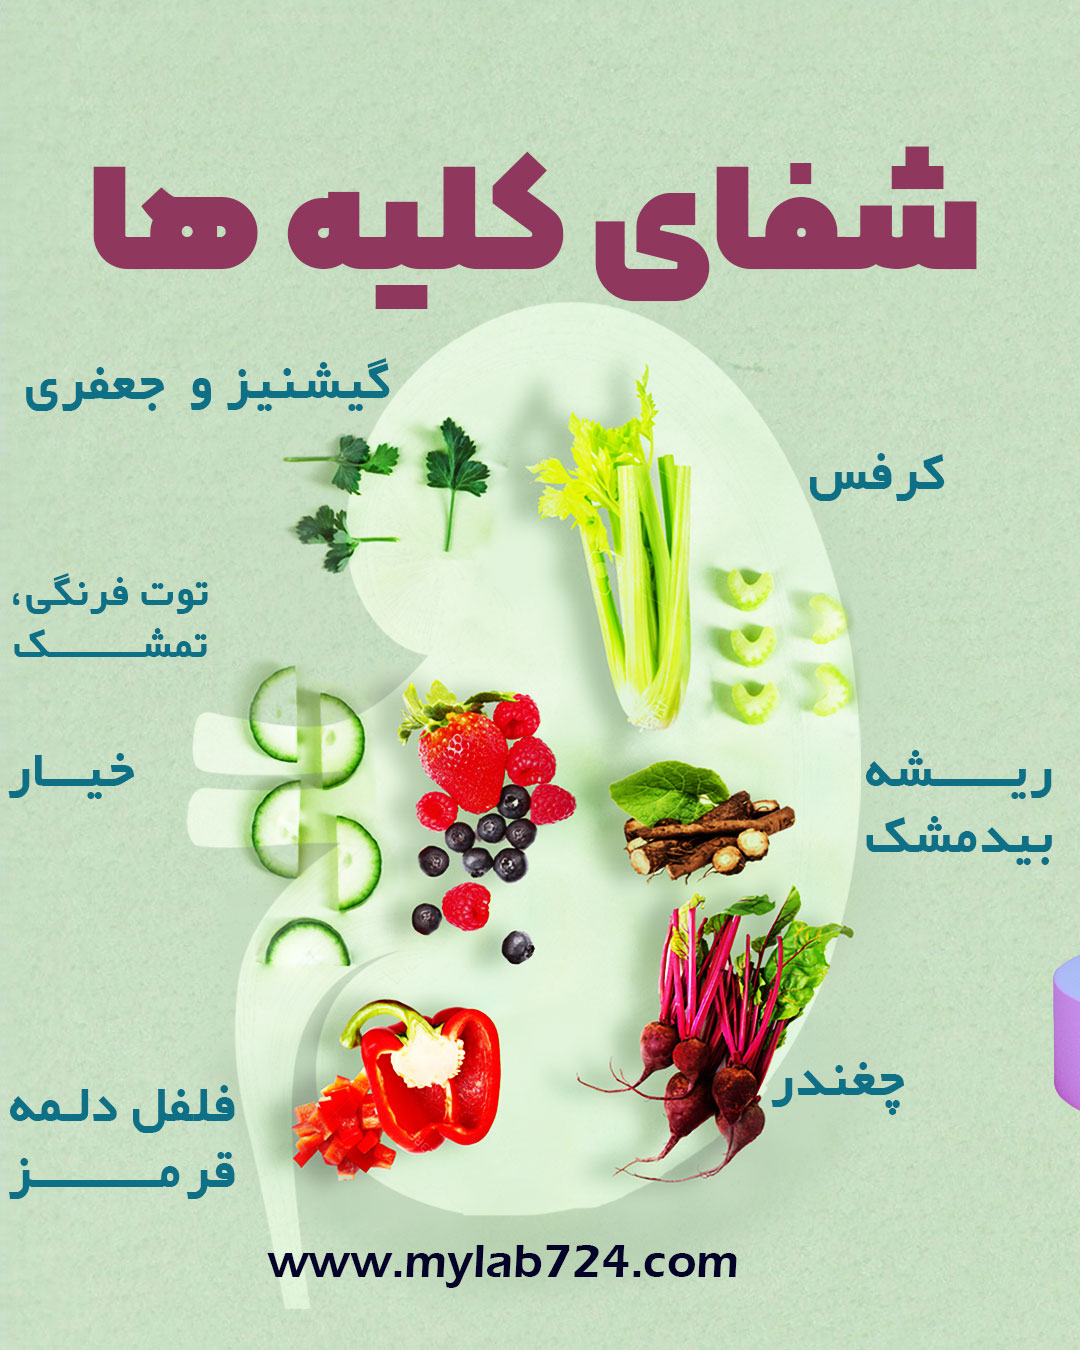 شفای کلیه ها
گیشنیز و جعفری
کرفس
توت فرنگی،
تمشک
خیار
ریشه
بیدمشک
چغندر
فلفل دلمه
قرمز
www.mylab724.com